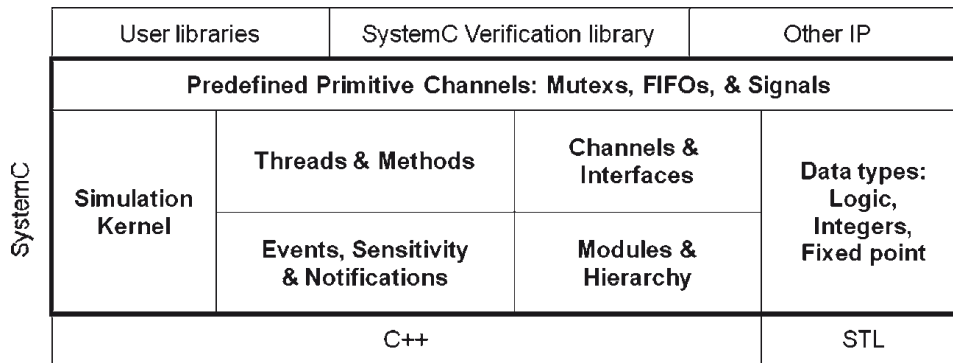 User libraries
SystemC Verification library
Other IP
Predefined Primitive Channels: Mutexs, FIFOs, & Signals
SystemC
Simulation
Kernel
Threads & Methods
Channels &
Interfaces
Data types:
Logic,
Integers,
Fixed point
Events, Sensitivity
& Notifications
Modules &
Hierarchy
C++
STL